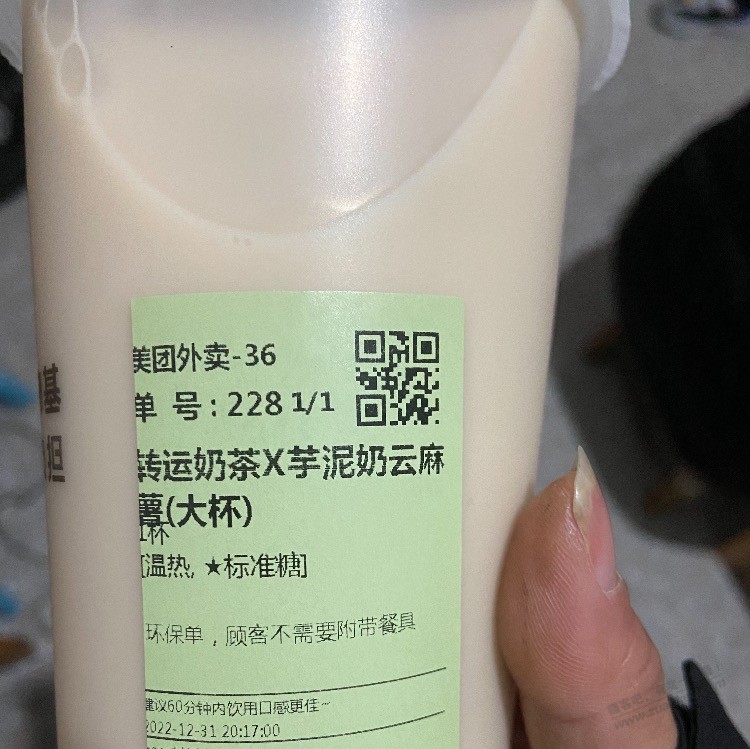 美团外卖-36
单 号：228 1/1
转运奶茶X芋泥奶云麻
薯(大杯)
1杯
[温热, ★标准糖]
环保单，顾客不需要附带餐具
建议60分钟内饮用口感更佳~
2022-12-31 20:17:00
基
担